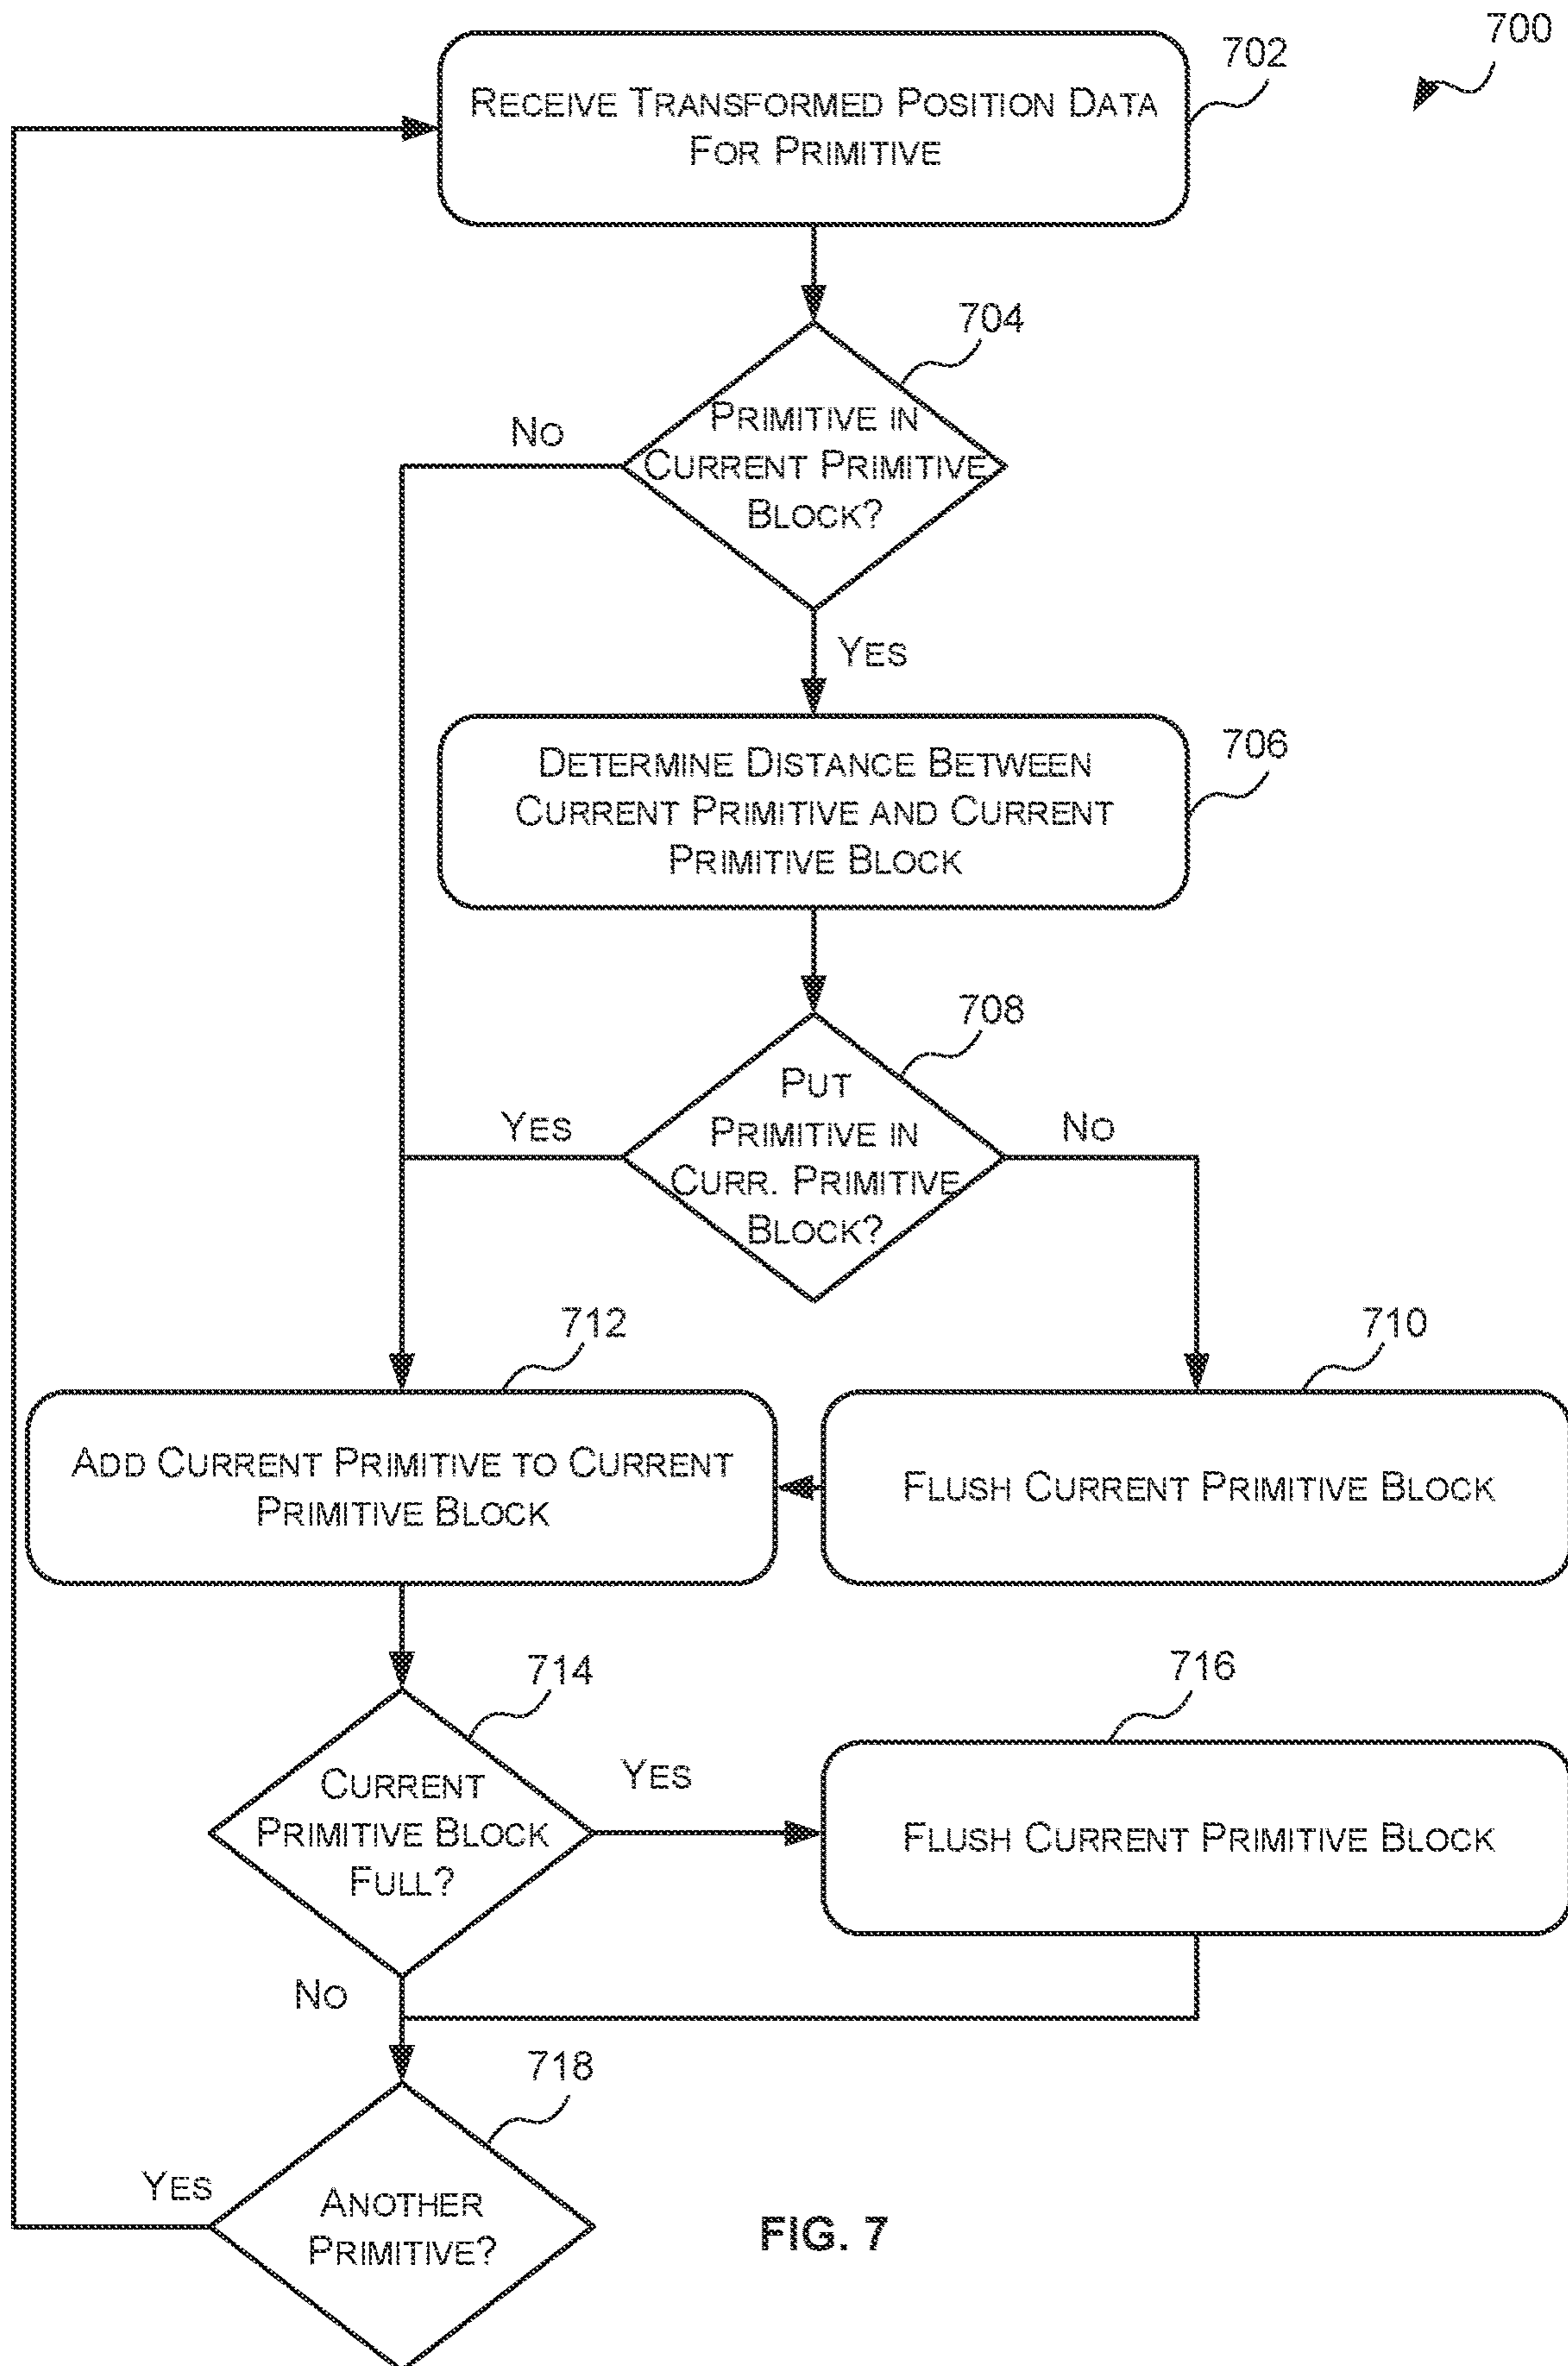 700
702
RECEIVE TRANSFORMED POSITION DATA
FOR PRIMITIVE
704
NO
PRIMITIVE IN
CURRENT PRIMITIVE
BLOCK?
YES
706
DETERMINE DISTANCE BETWEEN
CURRENT PRIMITIVE AND CURRENT
PRIMITIVE BLOCK
708
YES
PUT
PRIMITIVE IN
CURR. PRIMITIVE
BLOCK?
NO
712
710
ADD CURRENT PRIMITIVE TO CURRENT
PRIMITIVE BLOCK
FLUSH CURRENT PRIMITIVE BLOCK
714
716
CURRENT
PRIMITIVE BLOCK
FULL?
YES
FLUSH CURRENT PRIMITIVE BLOCK
NO
718
YES
ANOTHER
PRIMITIVE?
FIG. 7